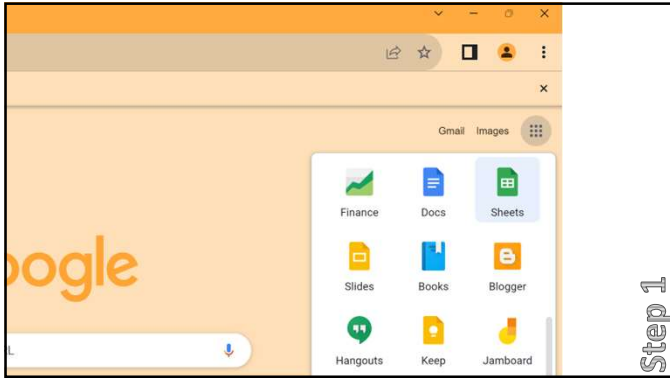 Gmail Images
Finance Docs Sheets
oogle
Slides Books Blogger
L
Hangouts Keep Jamboard
Step 1